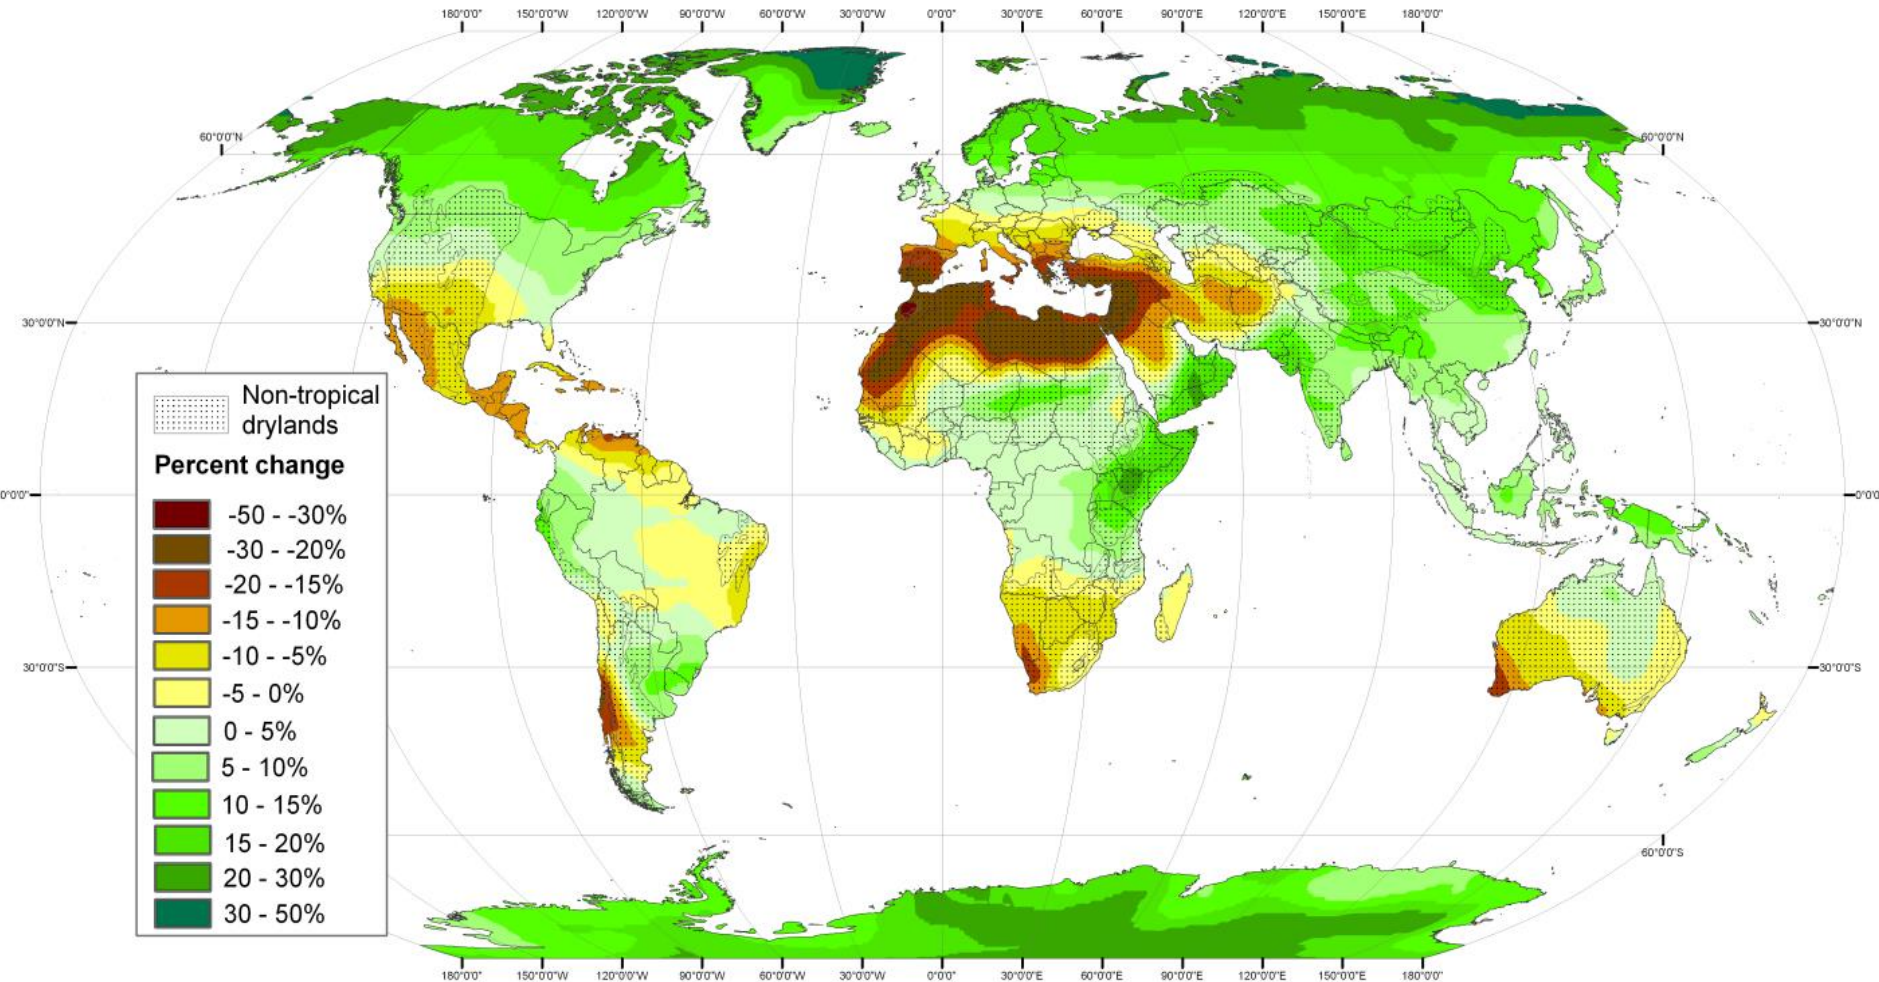 180°0'0" 150°0'0"W 120°0'0"W 90°0'0"W 60°0'0"W 30°0'0"W 0°0'0" 30°0'0"E 60°0'0"E 90°0'0"E 120°0'0"E 150°0'0"E 180°0'0"
60°0'0"N 60°0'0"N
30°0'0"N 30°0'0"N
Non-tropical
drylands
Percent change
0°0'0" 0°0'0"
-50 - -30%
-30 - -20%
-20 - -15%
-15 - -10%
-10 - -5%
30°0'0"S 30°0'0"S
-5 - 0%
0 - 5%
5 - 10%
10 - 15%
15 - 20%
60°0'0"S
20 - 30%
30 - 50%
180°0'0" 150°0'0"W 120°0'0"W 90°0'0"W 60°0'0"W 30°0'0"W 0°0'0" 30°0'0"E 60°0'0"E 90°0'0"E 120°0'0"E 150°0'0"E 180°0'0"